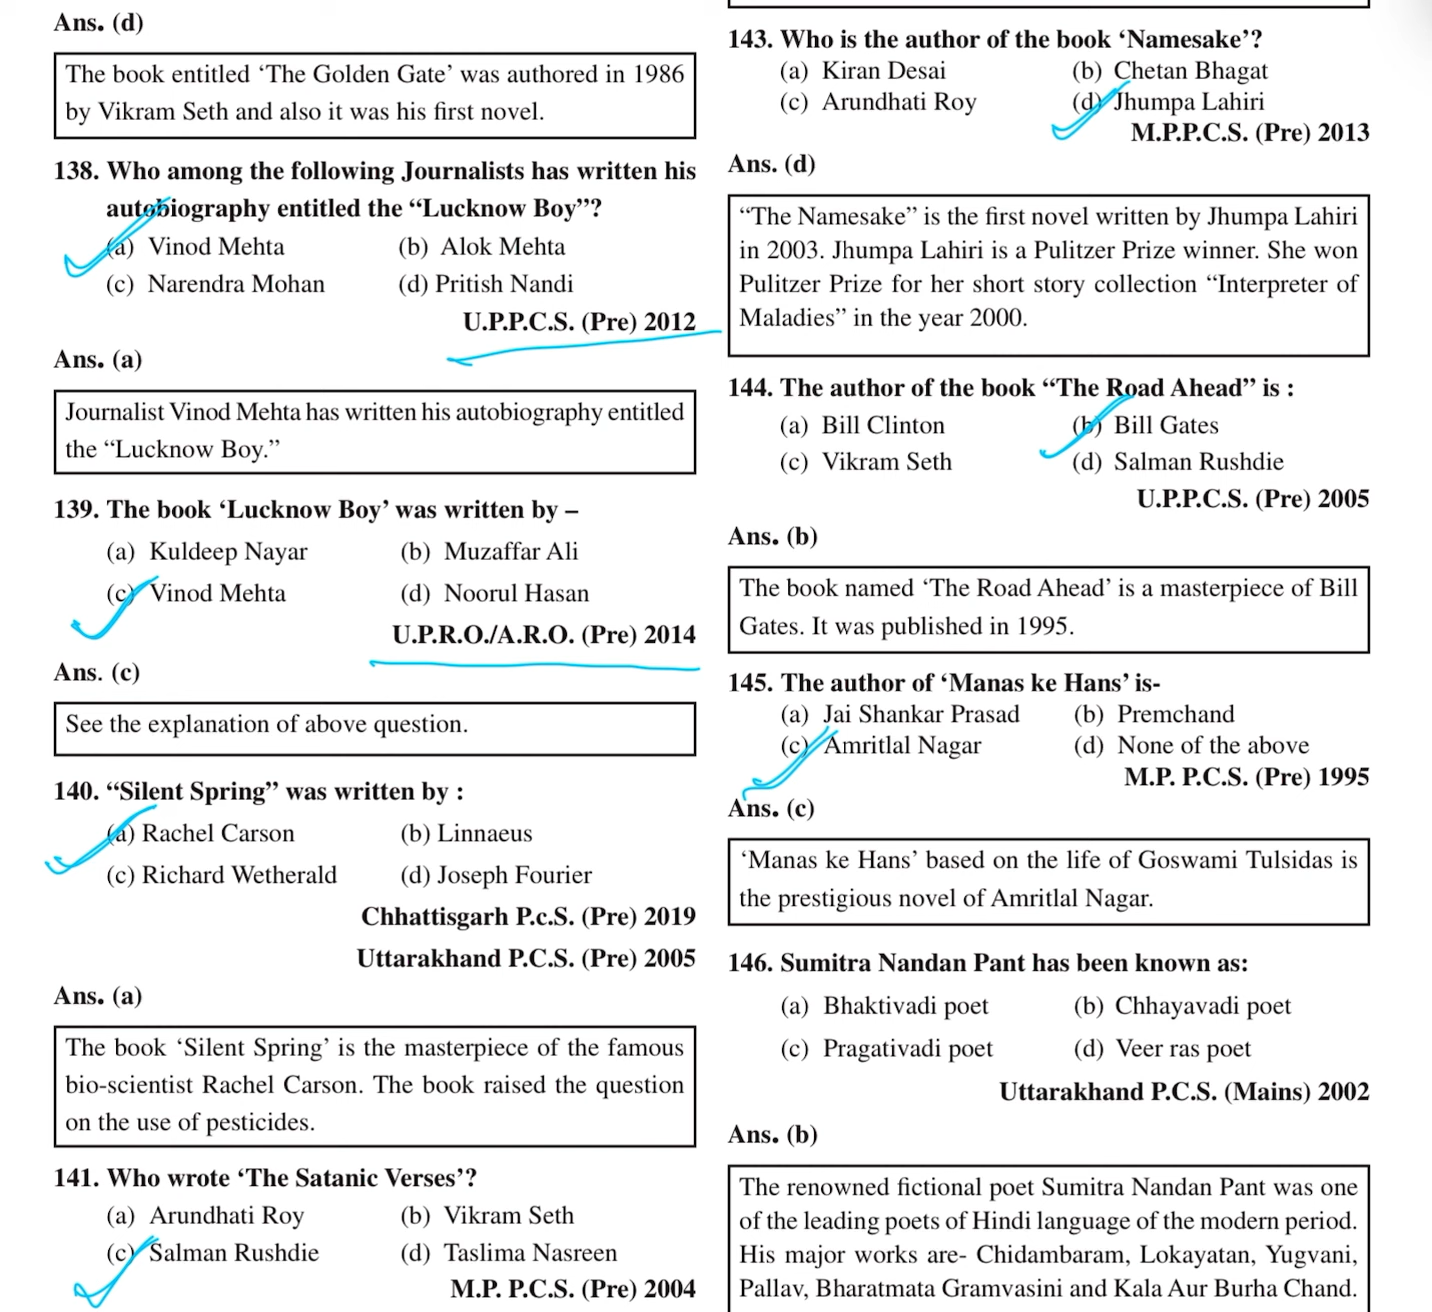 Ans. (d)
The book entitled ‘The Golden Gate’ was authored in 1986
by Vikram Seth and also it was his first novel.
138. Who among the following Journalists has written his
autobiography entitled the “Lucknow Boy”?
(a) Vinod Mehta (b) Alok Mehta
(c) Narendra Mohan (d) Pritish Nandi
U.P.P.C.S. (Pre) 2012
Ans. (a)
Journalist Vinod Mehta has written his autobiography entitled
the “Lucknow Boy.”
139. The book ‘Lucknow Boy’ was written by –
(a) Kuldeep Nayar (b) Muzaffar Ali
(c) Vinod Mehta (d) Noorul Hasan
U.P.R.O./A.R.O. (Pre) 2014
Ans. (c)
See the explanation of above question.
140. “Silent Spring” was written by :
(a) Rachel Carson (b) Linnaeus
(c) Richard Wetherald (d) Joseph Fourier
Chhattisgarh P.c.S. (Pre) 2019
Uttarakhand P.C.S. (Pre) 2005
Ans. (a)
The book ‘Silent Spring’ is the masterpiece of the famous
bio-scientist Rachel Carson. The book raised the question
on the use of pesticides.
141. Who wrote ‘The Satanic Verses’?
(a) Arundhati Roy (b) Vikram Seth
(c) Salman Rushdie (d) Taslima Nasreen
M.P. P.C.S. (Pre) 2004
143. Who is the author of the book ‘Namesake’?
(a) Kiran Desai (b) Chetan Bhagat
(c) Arundhati Roy (d) Jhumpa Lahiri
M.P.P.C.S. (Pre) 2013
Ans. (d)
“The Namesake” is the first novel written by Jhumpa Lahiri
in 2003. Jhumpa Lahiri is a Pulitzer Prize winner. She won
Pulitzer Prize for her short story collection “Interpreter of
Maladies” in the year 2000.
144. The author of the book “The Road Ahead” is :
(a) Bill Clinton (b) Bill Gates
(c) Vikram Seth (d) Salman Rushdie
U.P.P.C.S. (Pre) 2005
Ans. (b)
The book named ‘The Road Ahead’ is a masterpiece of Bill
Gates. It was published in 1995.
145. The author of ‘Manas ke Hans’ is-
(a) Jai Shankar Prasad (b) Premchand
(c) Amritlal Nagar (d) None of the above
M.P. P.C.S. (Pre) 1995
Ans. (c)
‘Manas ke Hans’ based on the life of Goswami Tulsidas is
the prestigious novel of Amritlal Nagar.
146. Sumitra Nandan Pant has been known as:
(a) Bhaktivadi poet (b) Chhayavadi poet
(c) Pragativadi poet (d) Veer ras poet
Uttarakhand P.C.S. (Mains) 2002
Ans. (b)
The renowned fictional poet Sumitra Nandan Pant was one
of the leading poets of Hindi language of the modern period.
His major works are- Chidambaram, Lokayatan, Yugvani,
Pallav, Bharatmata Gramvasini and Kala Aur Burha Chand.